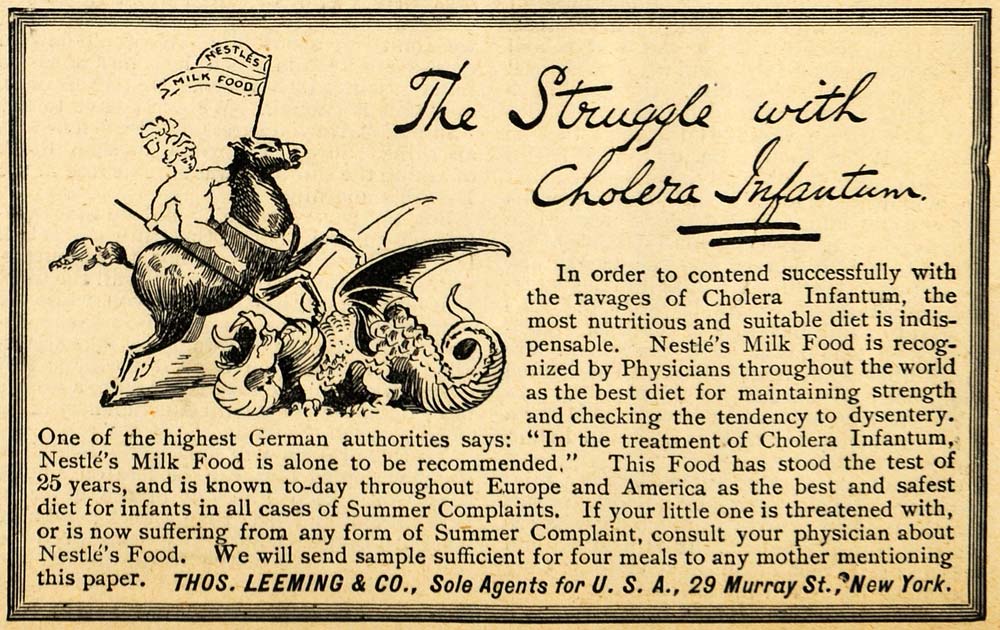 NESTLÉS
MILK FOOD
The Struggle with
Cholera Infantum.
In order to contend successfully with
the ravages of Cholera Infantum, the
most nutritious and suitable diet is indis-
pensable. Nestlé's Milk Food is recog-
nized by Physicians throughout the world
as the best diet for maintaining strength
and checking the tendency to dysentery.
One of the highest German authorities says: "In the treatment of Cholera Infantum,
Nestlé's Milk Food is alone to be recommended." This Food has stood the test of
25 years, and is known to-day throughout Europe and America as the best and safest
diet for infants in all cases of Summer Complaints. If your little one is threatened with,
or is now suffering from any form of Summer Complaint, consult your physician about
Nestlé's Food. We will send sample sufficient for four meals to any mother mentioning
this paper. THOS. LEEMING & CO., Sole Agents for U. S. A., 29 Murray St., New York.